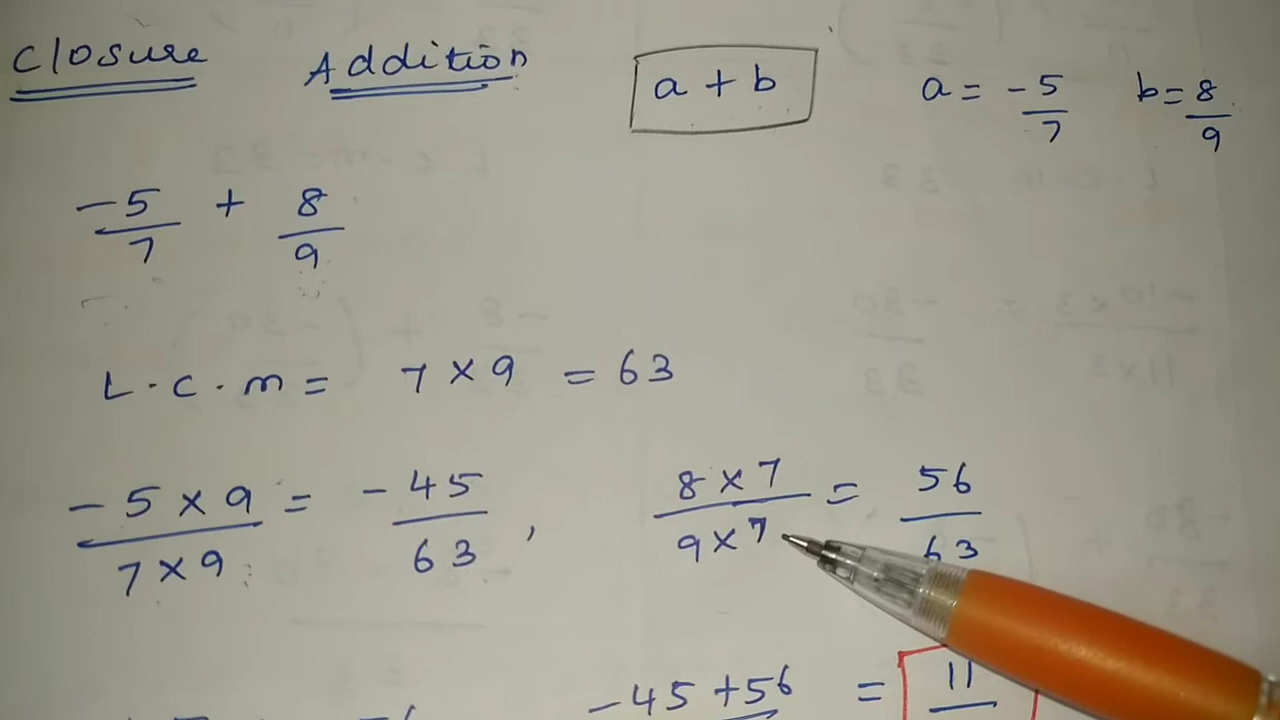 Closure Addition a + b a = -5/7 b = 8/9
-5/7 + 8/9
L.C.m = 7 × 9 = 63
-5 × 9 / 7 × 9 = -45/63 , 8 × 7 / 9 × 7 = 56/63
-45 + 56 = 11